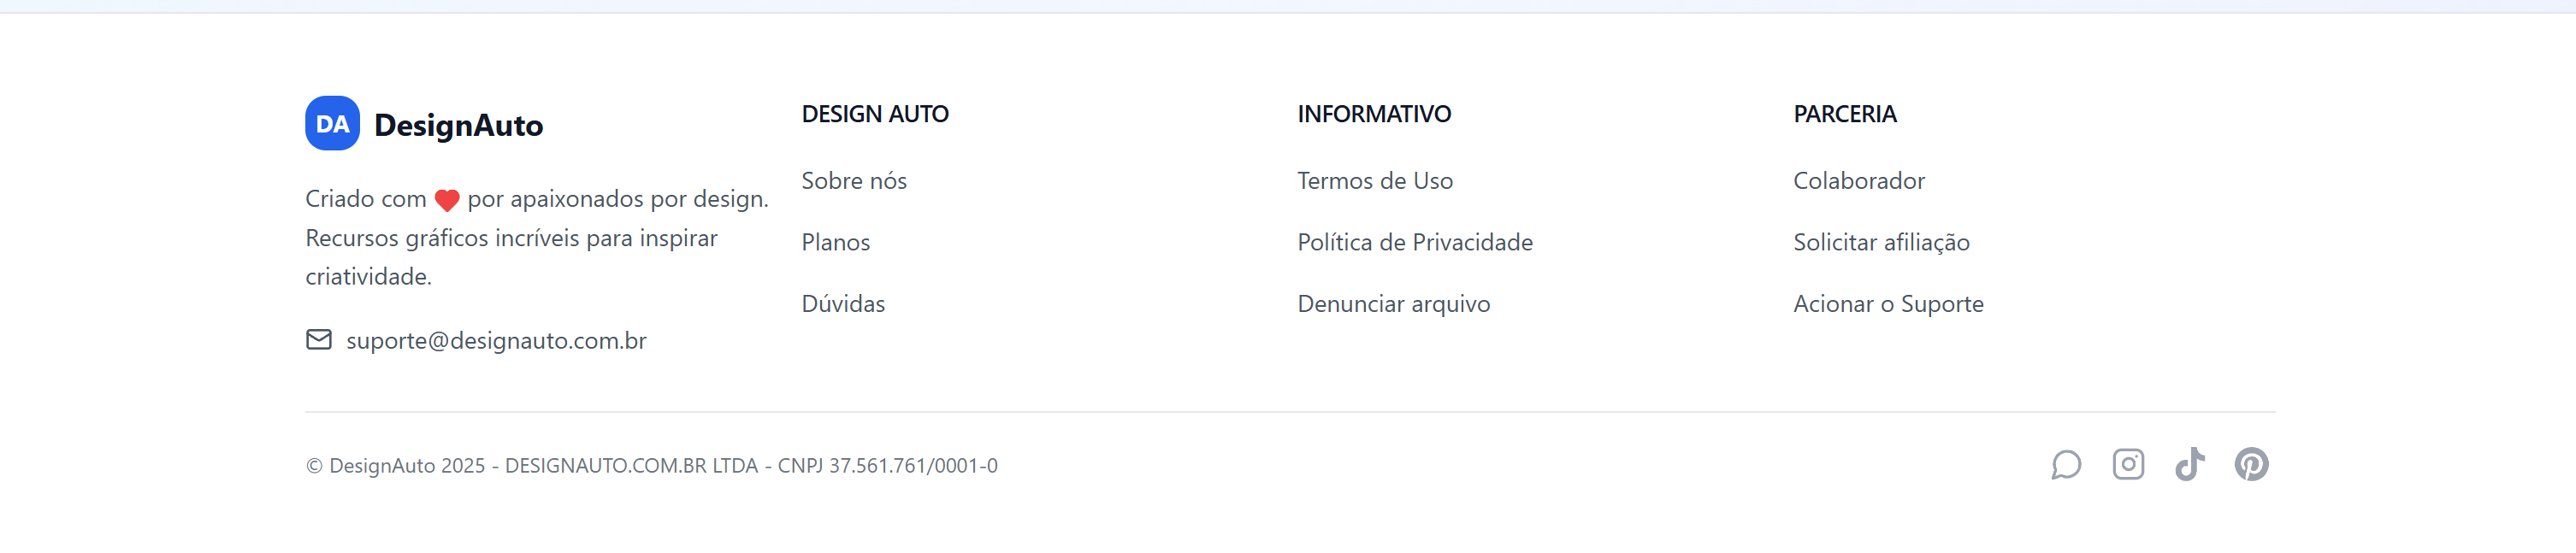 DA DesignAuto
Criado com ❤ por apaixonados por design.
Recursos gráficos incríveis para inspirar
criatividade.
suporte@designauto.com.br
DESIGN AUTO
Sobre nós
Planos
Dúvidas
INFORMATIVO
Termos de Uso
Política de Privacidade
Denunciar arquivo
PARCERIA
Colaborador
Solicitar afiliação
Acionar o Suporte
© DesignAuto 2025 - DESIGNAUTO.COM.BR LTDA - CNPJ 37.561.761/0001-0